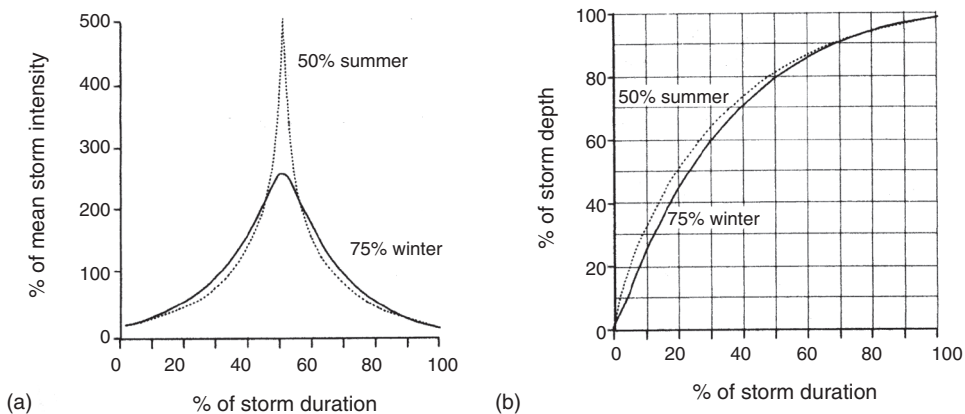 % of mean storm intensity
500
400
300
200
100
0
50% summer
75% winter
0 20 40 60 80 100
% of storm duration
(a)
% of storm depth
100
80
60
40
20
0
50% summer
75% winter
0 20 40 60 80 100
% of storm duration
(b)